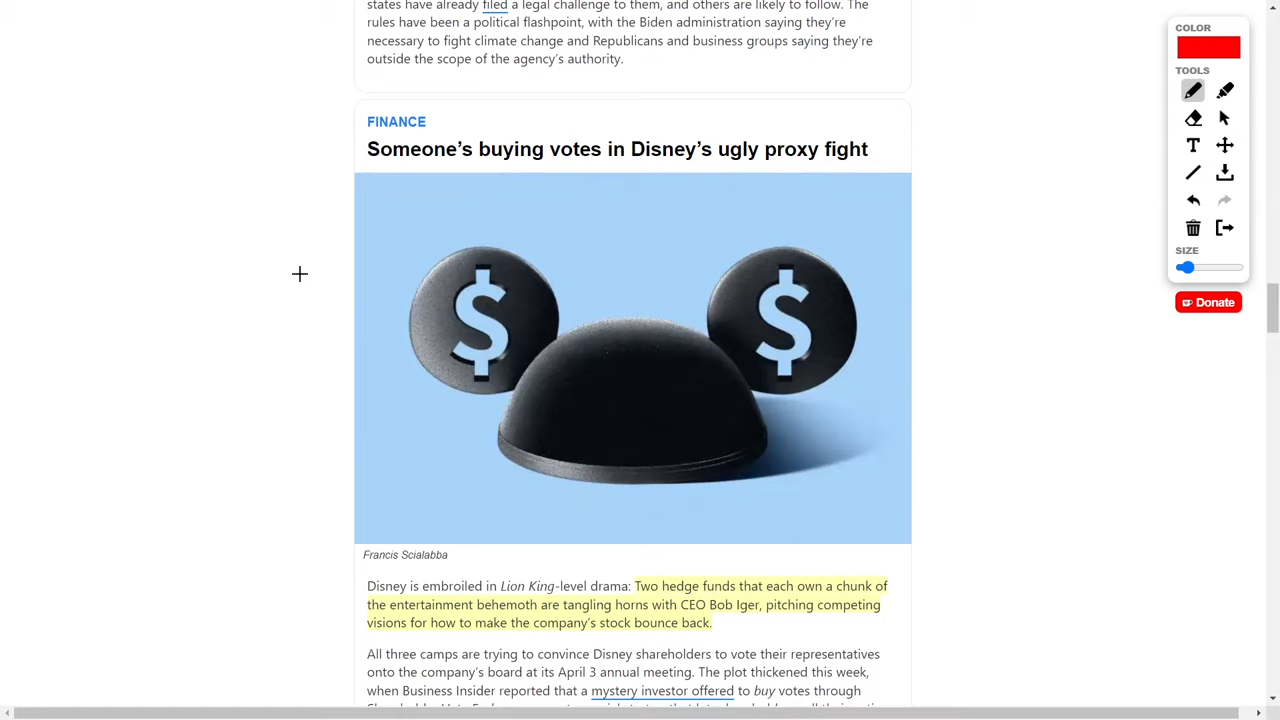 states have already filed a legal challenge to them, and others are likely to follow. The
rules have been a political flashpoint, with the Biden administration saying they’re
necessary to fight climate change and Republicans and business groups saying they’re
outside the scope of the agency’s authority.
FINANCE
Someone’s buying votes in Disney’s ugly proxy fight
$ $
Francis Scialabba
Disney is embroiled in Lion King-level drama: Two hedge funds that each own a chunk of
the entertainment behemoth are tangling horns with CEO Bob Iger, pitching competing
visions for how to make the company’s stock bounce back.
All three camps are trying to convince Disney shareholders to vote their representatives
onto the company’s board at its April 3 annual meeting. The plot thickened this week,
when Business Insider reported that a mystery investor offered to buy votes through
COLOR
TOOLS
T
SIZE
Donate